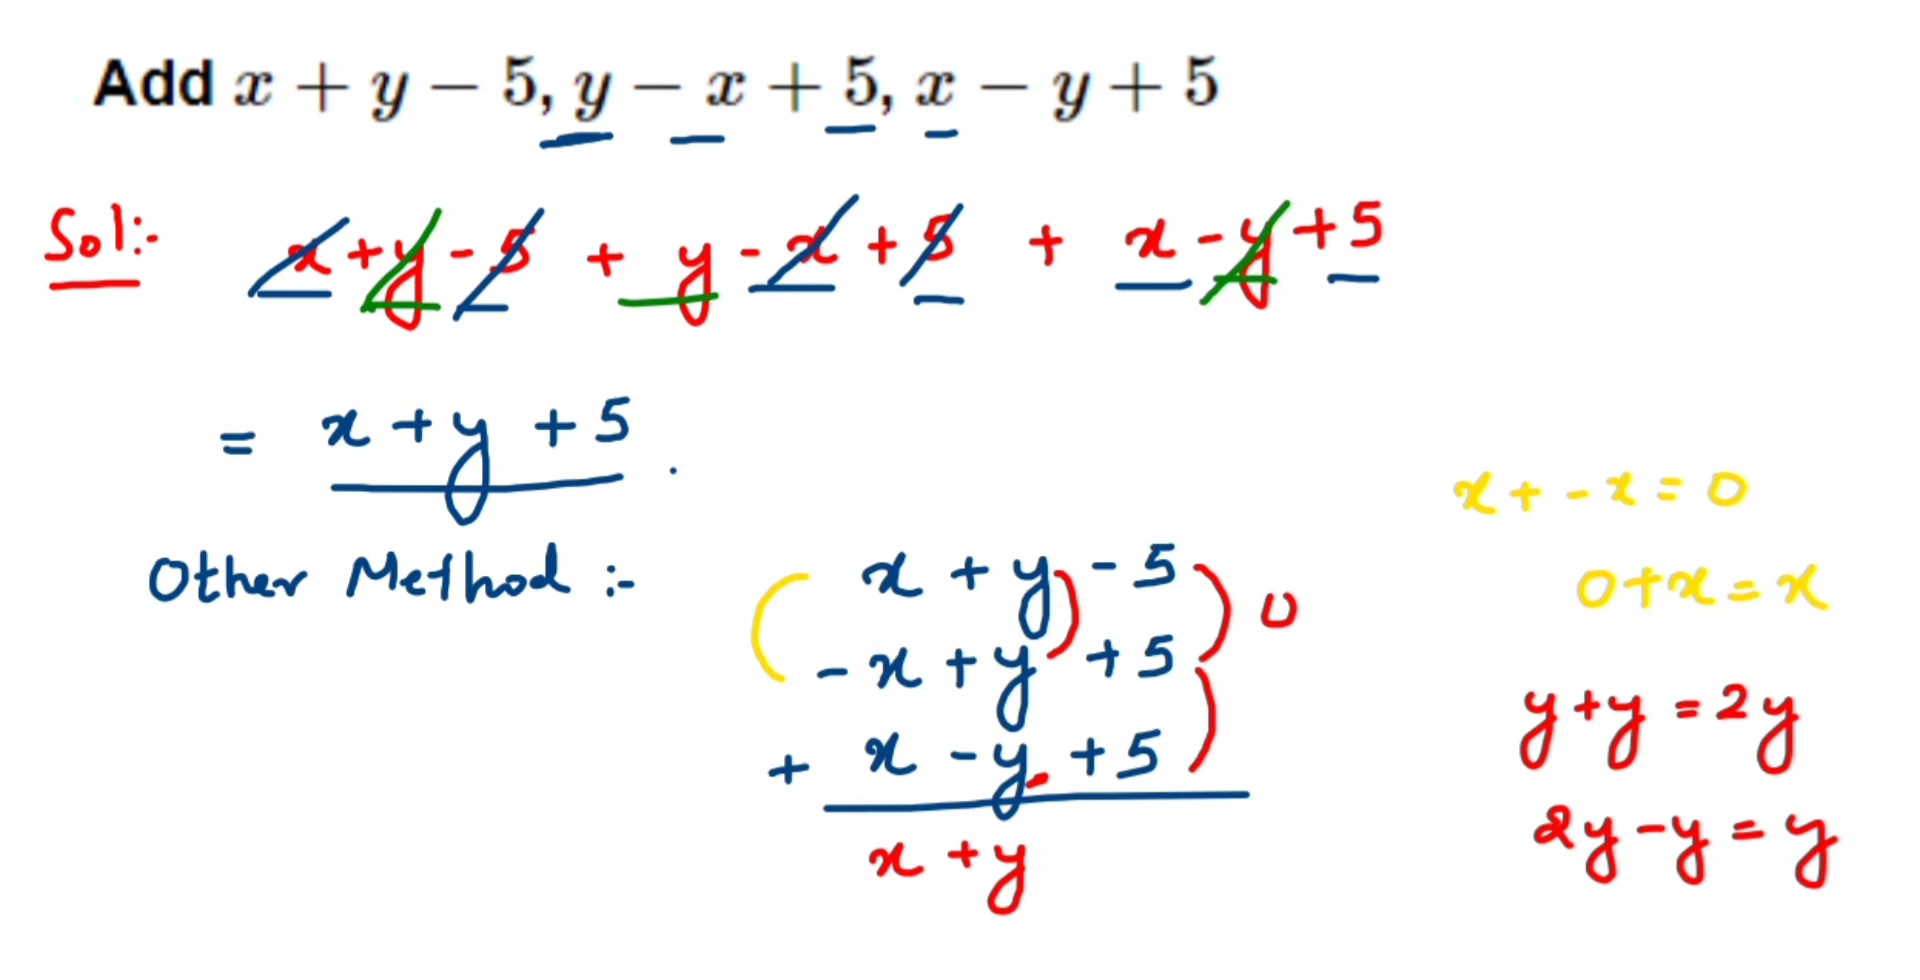 Add x + y − 5, y − x + 5, x − y + 5
Sol:- x + y - 5 + y - x + 5 + x - y + 5
= x + y + 5 .
x + - x = 0
Other Method :- x + y - 5
0 + x = x
0
- x + y + 5
y + y = 2y
+ x - y + 5
2y - y = y
x + y